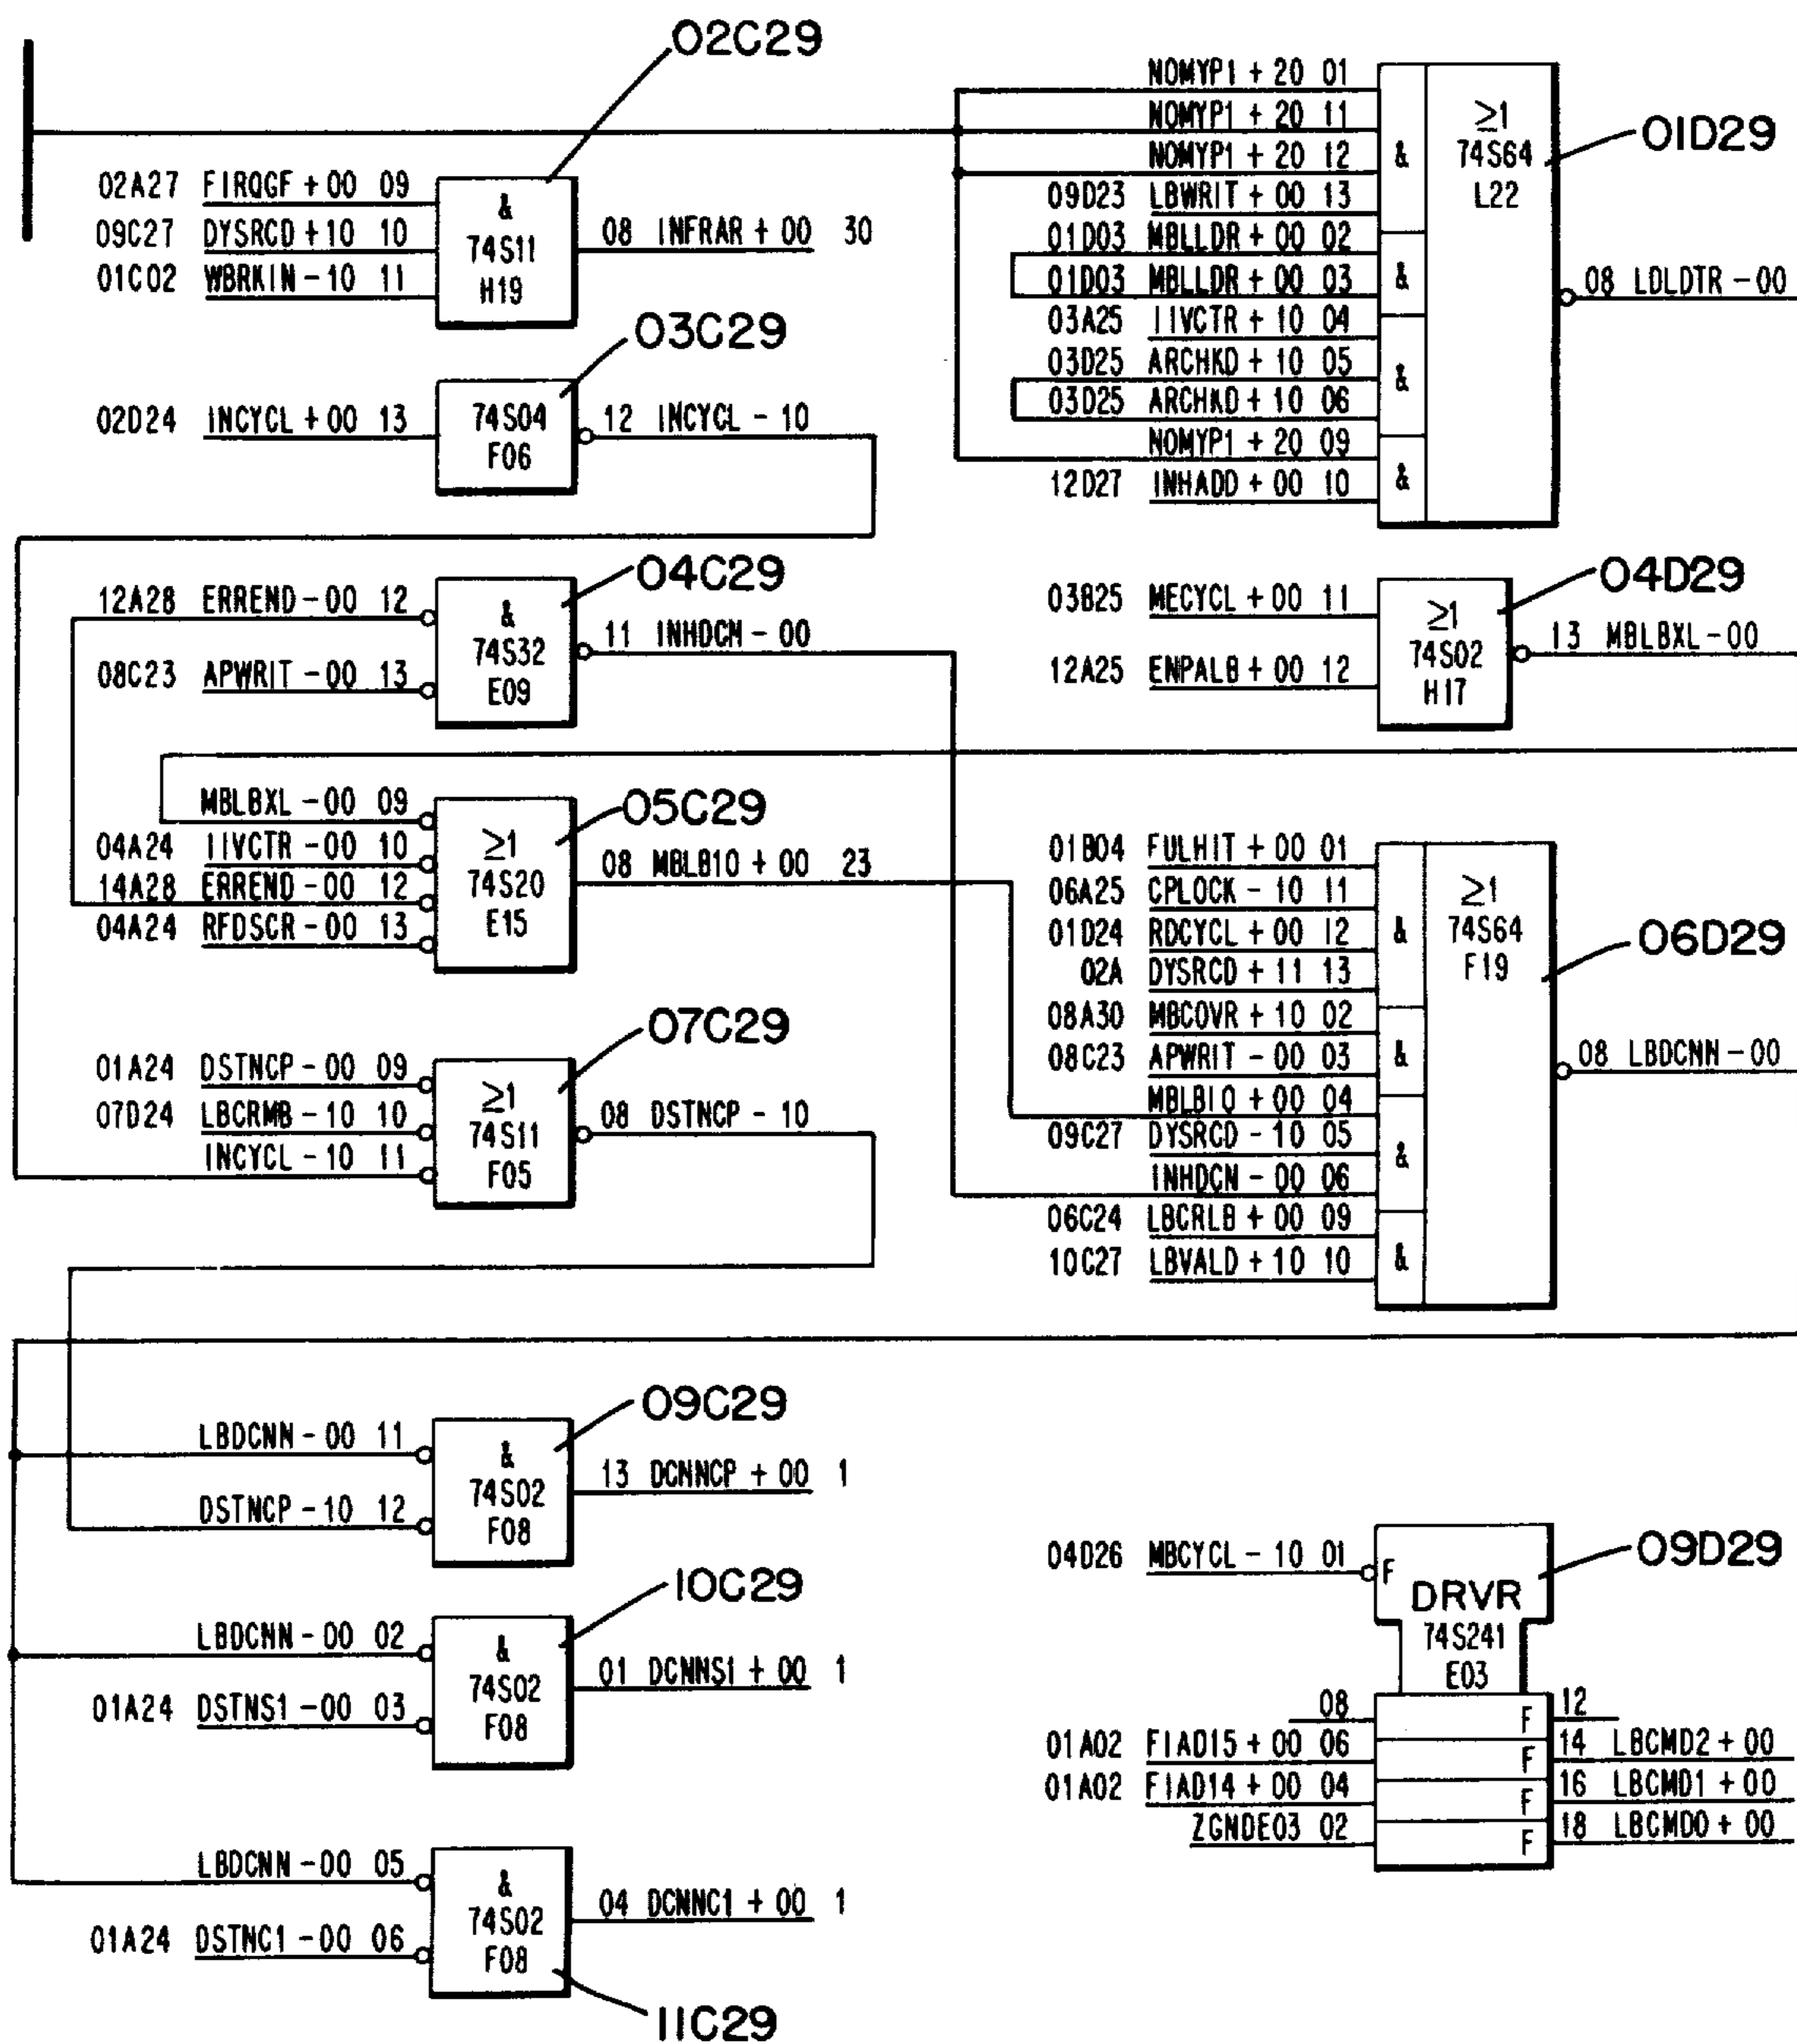 02C29
02A27 FIRQGF + 00 09
09C27 DYSRCD + 10 10
01C02 WBRKIN - 10 11
&
74S11
H19
08 INFRAR + 00 30
03C29
02D24 INCYCL + 00 13
74S04
F06
12 INCYCL - 10
04C29
12A28 ERREND - 00 12
08C23 APWRIT - 00 13
&
74S32
E09
11 INHDCN - 00
05C29
MBLBXL - 00 09
04A24 IIVCTR - 00 10
14A28 ERREND - 00 12
04A24 RFDSCR - 00 13
≥1
74S20
E15
08 MBLBIO + 00 23
07C29
01A24 DSTNCP - 00 09
07D24 LBCRMB - 10 10
INCYCL - 10 11
≥1
74S11
F05
08 DSTNCP - 10
09C29
LBDCNN - 00 11
DSTNCP - 10 12
&
74S02
F08
13 DCNNCP + 00 1
10C29
LBDCNN - 00 02
01A24 DSTNS1 - 00 03
&
74S02
F08
01 DCNNS1 + 00 1
LBDCNN - 00 05
01A24 DSTNC1 - 00 06
&
74S02
F08
04 DCNNC1 + 00 1
11C29
NOMYP1 + 20 01
NOMYP1 + 20 11
NOMYP1 + 20 12
09D23 LBWRIT + 00 13
01D03 MBLLDR + 00 02
01D03 MBLLDR + 00 03
03A25 IIVCTR + 10 04
03D25 ARCHKD + 10 05
03D25 ARCHKD + 10 06
NOMYP1 + 20 09
12D27 INHADD + 00 10
&
&
&
&
≥1
74S64
L22
01D29
08 LDLDTR - 00
04D29
03B25 MECYCL + 00 11
12A25 ENPALB + 00 12
≥1
74S02
H17
13 MBLBXL - 00
01B04 FULHIT + 00 01
06A25 CPLOCK - 10 11
01D24 RDCYCL + 00 12
02A DYSRCD + 11 13
08A30 MBCOVR + 10 02
08C23 APWRIT - 00 03
MBLBIO + 00 04
09C27 DYSRCD - 10 05
INHDCN - 00 06
06C24 LBCRLB + 00 09
10C27 LBVALD + 10 10
&
&
&
&
≥1
74S64
F19
06D29
08 LBDCNN - 00
04D26 MBCYCL - 10 01
F
DRVR
74S241
E03
09D29
08 F 12
01A02 FIAD15 + 00 06 F 14 LBCMD2 + 00
01A02 FIAD14 + 00 04 F 16 LBCMD1 + 00
ZGNDE03 02 F 18 LBCMD0 + 00